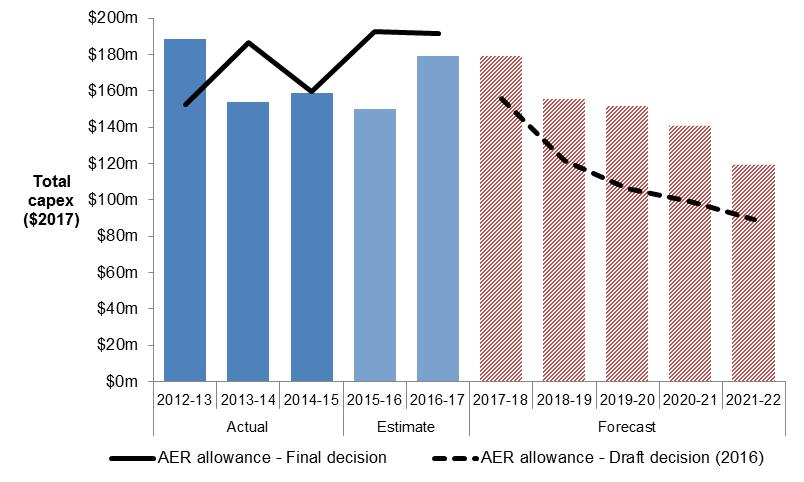 $200m
$180m
$160m
$140m
$120m
$100m
$80m
$60m
$40m
$20m
$0m
Total
capex
($2017)
2012-13 2013-14 2014-15 2015-16 2016-17 2017-18 2018-19 2019-20 2020-21 2021-22
Actual Estimate Forecast
AER allowance - Final decision AER allowance - Draft decision (2016)